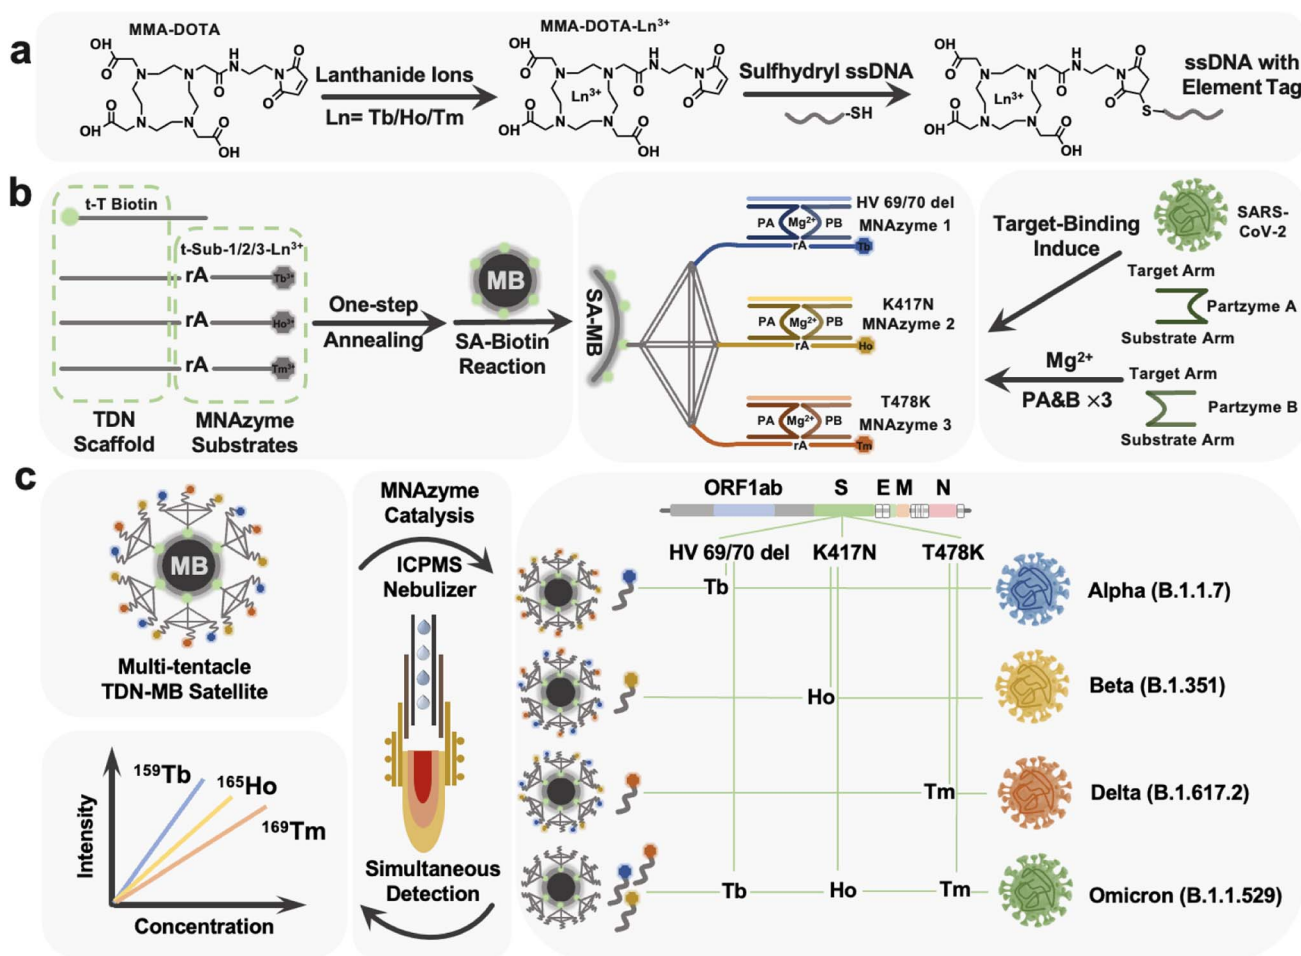 a
MMA-DOTA
OH
O
N
N
N
N
O
H
N
N
O
O
OH
O
O
OH
Lanthanide Ions
Ln= Tb/Ho/Tm
MMA-DOTA-Ln³⁺
OH
O
N
N
Ln³⁺
N
N
O
H
N
N
O
O
OH
O
O
OH
Sulfhydryl ssDNA
-SH
OH
O
N
N
Ln³⁺
N
N
O
H
N
N
O
O
S
OH
O
O
OH
ssDNA with
Element Tag
b
t-T Biotin
t-Sub-1/2/3-Ln³⁺
rA
Tb³⁺
rA
Ho³⁺
rA
Tm³⁺
TDN
Scaffold
MNAzyme
Substrates
One-step
Annealing
MB
SA-Biotin
Reaction
SA-MB
HV 69/70 del
PA
Mg²⁺
PB
MNAzyme 1
rA
Tb
K417N
PA
Mg²⁺
PB
MNAzyme 2
rA
Ho
T478K
PA
Mg²⁺
PB
MNAzyme 3
rA
Tm
Target-Binding
Induce
SARS-
CoV-2
Target Arm
Partzyme A
Substrate Arm
Mg²⁺
PA&B ×3
Target Arm
Partzyme B
Substrate Arm
c
MB
Multi-tentacle
TDN-MB Satellite
Intensity
¹⁵⁹Tb
¹⁶⁵Ho
¹⁶⁹Tm
Concentration
MNAzyme
Catalysis
ICPMS
Nebulizer
Simultaneous
Detection
ORF1ab
S
E
M
N
HV 69/70 del
K417N
T478K
Tb
Alpha (B.1.1.7)
Ho
Beta (B.1.351)
Tm
Delta (B.1.617.2)
Tb
Ho
Tm
Omicron (B.1.1.529)